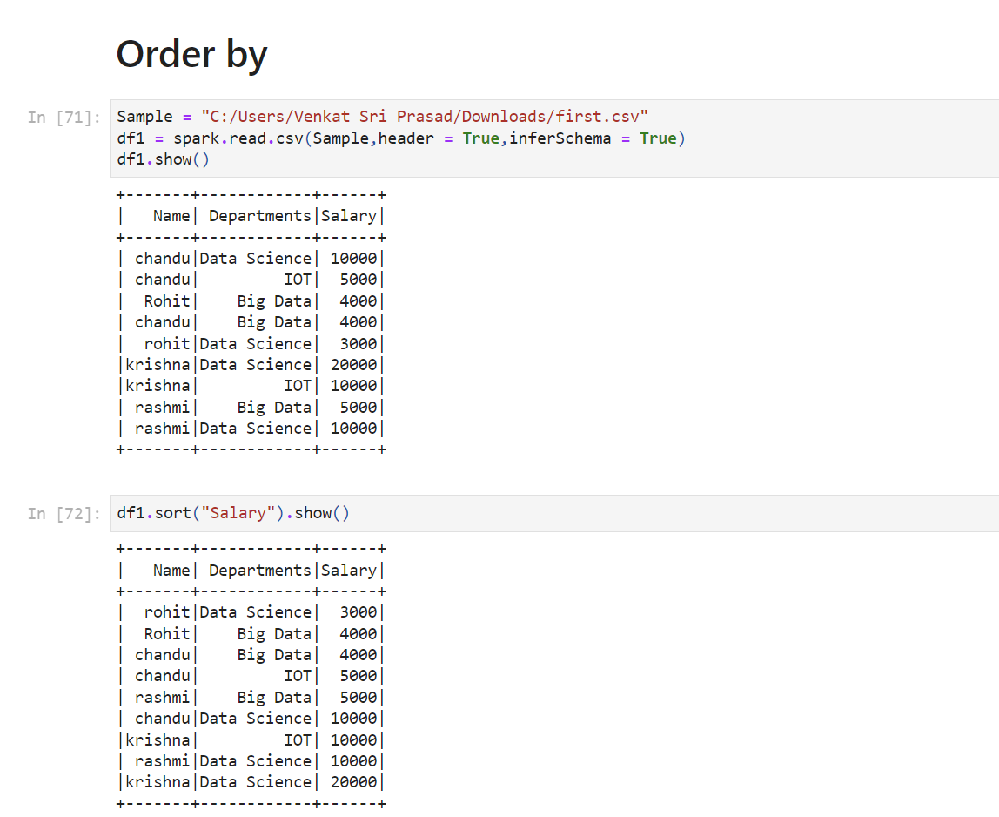 Order by
In [71]:
Sample = "C:/Users/Venkat Sri Prasad/Downloads/first.csv"
df1 = spark.read.csv(Sample,header = True,inferSchema = True)
df1.show()
+-------+------------+------+
|   Name| Departments|Salary|
+-------+------------+------+
| chandu|Data Science| 10000|
| chandu|         IOT|  5000|
|  Rohit|    Big Data|  4000|
| chandu|    Big Data|  4000|
|  rohit|Data Science|  3000|
|krishna|Data Science| 20000|
|krishna|         IOT| 10000|
| rashmi|    Big Data|  5000|
| rashmi|Data Science| 10000|
+-------+------------+------+
In [72]:
df1.sort("Salary").show()
+-------+------------+------+
|   Name| Departments|Salary|
+-------+------------+------+
|  rohit|Data Science|  3000|
|  Rohit|    Big Data|  4000|
| chandu|    Big Data|  4000|
| chandu|         IOT|  5000|
| rashmi|    Big Data|  5000|
| chandu|Data Science| 10000|
|krishna|         IOT| 10000|
| rashmi|Data Science| 10000|
|krishna|Data Science| 20000|
+-------+------------+------+